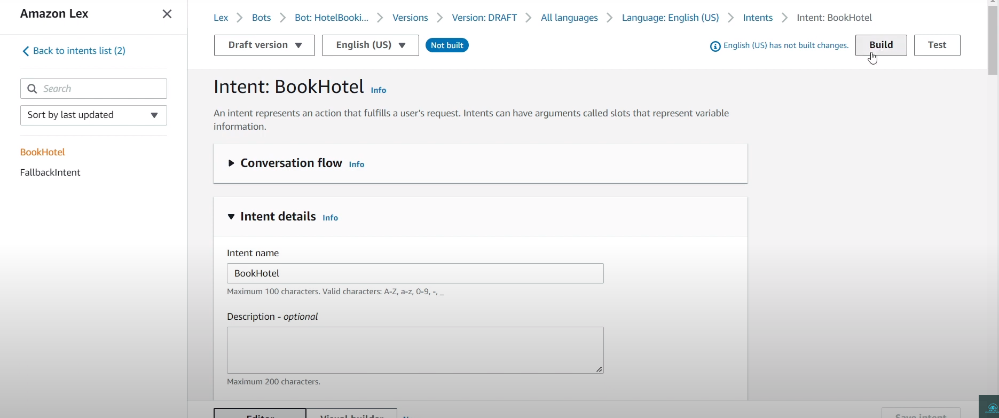 Amazon Lex
Lex Bots Bot: HotelBooki... Versions Version: DRAFT All languages Language: English (US) Intents Intent: BookHotel
Back to intents list (2)
Draft version English (US) Not built English (US) has not built changes. Build Test
Search
Sort by last updated
BookHotel
FallbackIntent
Intent: BookHotel Info
An intent represents an action that fulfills a user’s request. Intents can have arguments called slots that represent variable
information.
Conversation flow Info
Intent details Info
Intent name
BookHotel
Maximum 100 characters. Valid characters: A-Z, a-z, 0-9, -, _
Description - optional
Maximum 200 characters.
Editor Visual builder
Save intent